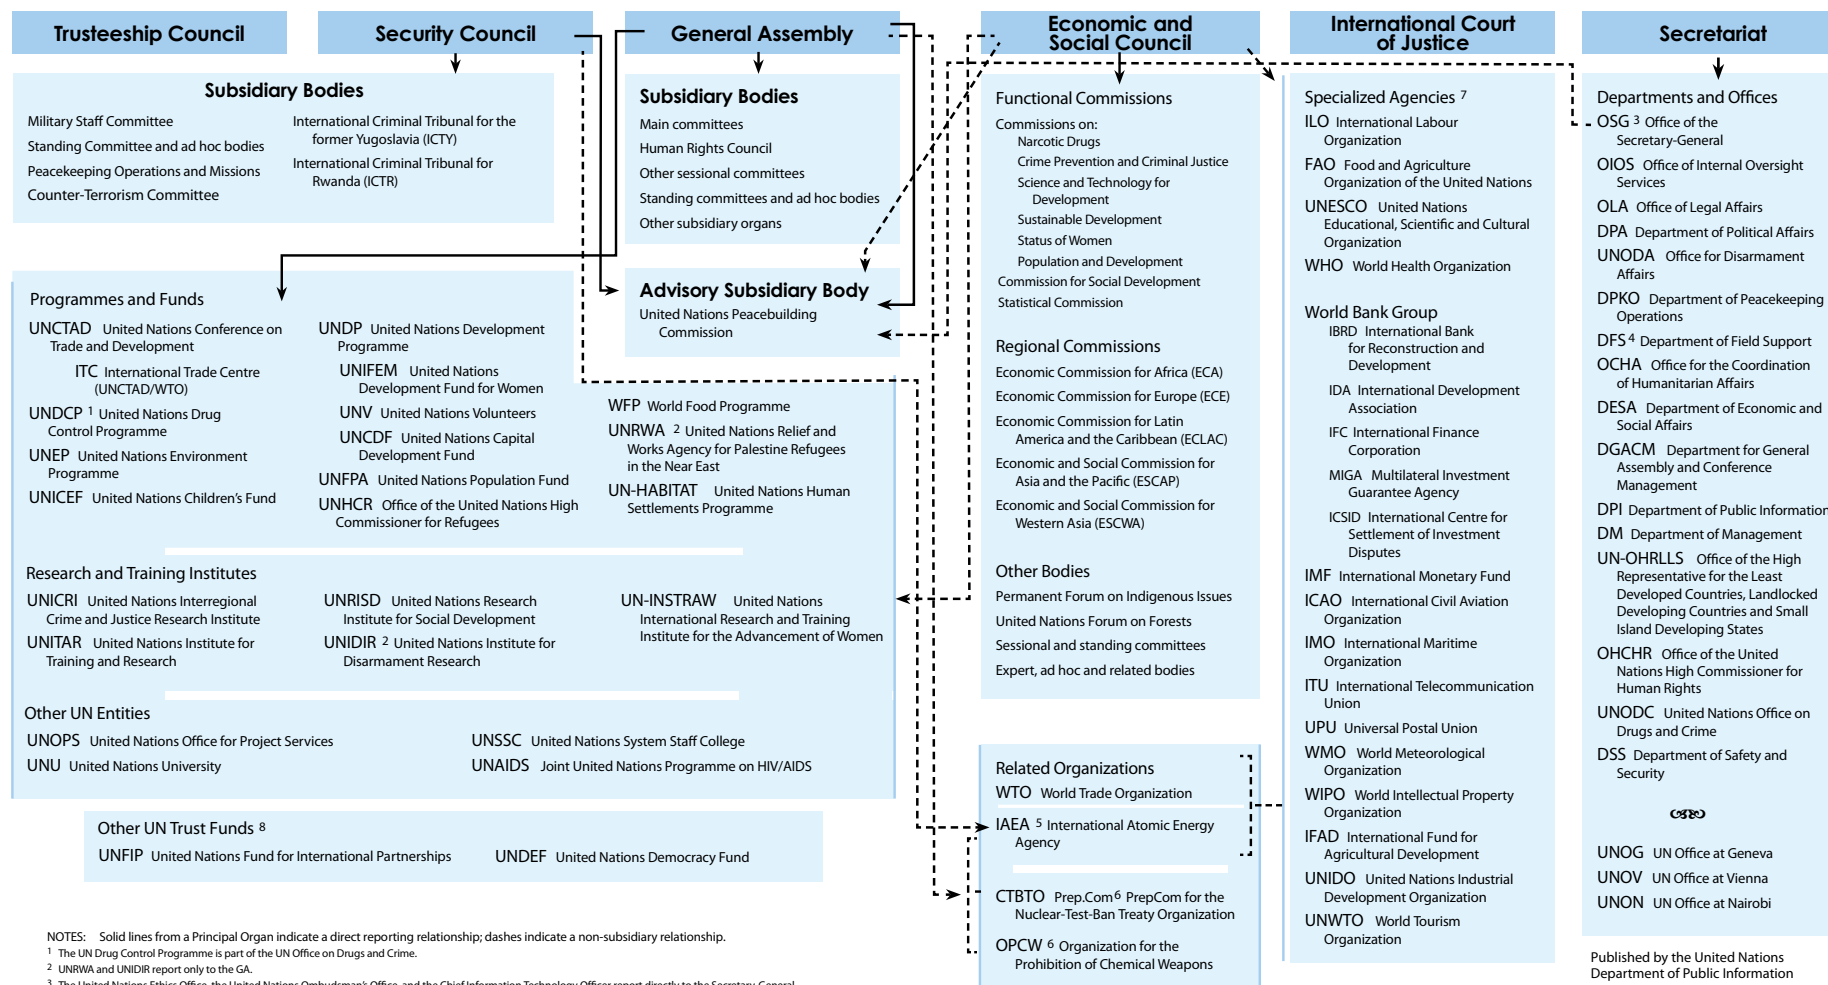 Trusteeship Council
Security Council
General Assembly
Economic and
Social Council
International Court
of Justice
Secretariat
Subsidiary Bodies
Military Staff Committee
Standing Committee and ad hoc bodies
Peacekeeping Operations and Missions
Counter-Terrorism Committee
International Criminal Tribunal for the
former Yugoslavia (ICTY)
International Criminal Tribunal for
Rwanda (ICTR)
Subsidiary Bodies
Main committees
Human Rights Council
Other sessional committees
Standing committees and ad hoc bodies
Other subsidiary organs
Advisory Subsidiary Body
United Nations Peacebuilding
Commission
Programmes and Funds
UNCTAD United Nations Conference on
Trade and Development
ITC International Trade Centre
(UNCTAD/WTO)
UNDCP 1 United Nations Drug
Control Programme
UNEP United Nations Environment
Programme
UNICEF United Nations Children’s Fund
UNDP United Nations Development
Programme
UNIFEM United Nations
Development Fund for Women
UNV United Nations Volunteers
UNCDF United Nations Capital
Development Fund
UNFPA United Nations Population Fund
UNHCR Office of the United Nations High
Commissioner for Refugees
WFP World Food Programme
UNRWA 2 United Nations Relief and
Works Agency for Palestine Refugees
in the Near East
UN-HABITAT United Nations Human
Settlements Programme
Research and Training Institutes
UNICRI United Nations Interregional
Crime and Justice Research Institute
UNITAR United Nations Institute for
Training and Research
UNRISD United Nations Research
Institute for Social Development
UNIDIR 2 United Nations Institute for
Disarmament Research
UN-INSTRAW United Nations
International Research and Training
Institute for the Advancement of Women
Other UN Entities
UNOPS United Nations Office for Project Services
UNU United Nations University
UNSSC United Nations System Staff College
UNAIDS Joint United Nations Programme on HIV/AIDS
Other UN Trust Funds 8
UNFIP United Nations Fund for International Partnerships
UNDEF United Nations Democracy Fund
Functional Commissions
Commissions on:
Narcotic Drugs
Crime Prevention and Criminal Justice
Science and Technology for
Development
Sustainable Development
Status of Women
Population and Development
Commission for Social Development
Statistical Commission
Regional Commissions
Economic Commission for Africa (ECA)
Economic Commission for Europe (ECE)
Economic Commission for Latin
America and the Caribbean (ECLAC)
Economic and Social Commission for
Asia and the Pacific (ESCAP)
Economic and Social Commission for
Western Asia (ESCWA)
Other Bodies
Permanent Forum on Indigenous Issues
United Nations Forum on Forests
Sessional and standing committees
Expert, ad hoc and related bodies
Related Organizations
WTO World Trade Organization
IAEA 5 International Atomic Energy
Agency
CTBTO Prep.Com6 PrepCom for the
Nuclear-Test-Ban Treaty Organization
OPCW 6 Organization for the
Prohibition of Chemical Weapons
Specialized Agencies 7
ILO International Labour
Organization
FAO Food and Agriculture
Organization of the United Nations
UNESCO United Nations
Educational, Scientific and Cultural
Organization
WHO World Health Organization
World Bank Group
IBRD International Bank
for Reconstruction and
Development
IDA International Development
Association
IFC International Finance
Corporation
MIGA Multilateral Investment
Guarantee Agency
ICSID International Centre for
Settlement of Investment
Disputes
IMF International Monetary Fund
ICAO International Civil Aviation
Organization
IMO International Maritime
Organization
ITU International Telecommunication
Union
UPU Universal Postal Union
WMO World Meteorological
Organization
WIPO World Intellectual Property
Organization
IFAD International Fund for
Agricultural Development
UNIDO United Nations Industrial
Development Organization
UNWTO World Tourism
Organization
Departments and Offices
OSG 3 Office of the
Secretary-General
OIOS Office of Internal Oversight
Services
OLA Office of Legal Affairs
DPA Department of Political Affairs
UNODA Office for Disarmament
Affairs
DPKO Department of Peacekeeping
Operations
DFS 4 Department of Field Support
OCHA Office for the Coordination
of Humanitarian Affairs
DESA Department of Economic and
Social Affairs
DGACM Department for General
Assembly and Conference
Management
DPI Department of Public Information
DM Department of Management
UN-OHRLLS Office of the High
Representative for the Least
Developed Countries, Landlocked
Developing Countries and Small
Island Developing States
OHCHR Office of the United
Nations High Commissioner for
Human Rights
UNODC United Nations Office on
Drugs and Crime
DSS Department of Safety and
Security
UNOG UN Office at Geneva
UNOV UN Office at Vienna
UNON UN Office at Nairobi
NOTES: Solid lines from a Principal Organ indicate a direct reporting relationship; dashes indicate a non-subsidiary relationship.
1 The UN Drug Control Programme is part of the UN Office on Drugs and Crime.
2 UNRWA and UNIDIR report only to the GA.
3 The United Nations Ethics Office, the United Nations Ombudsman’s Office, and the Chief Information Technology Officer report directly to the Secretary-General.
Published by the United Nations
Department of Public Information